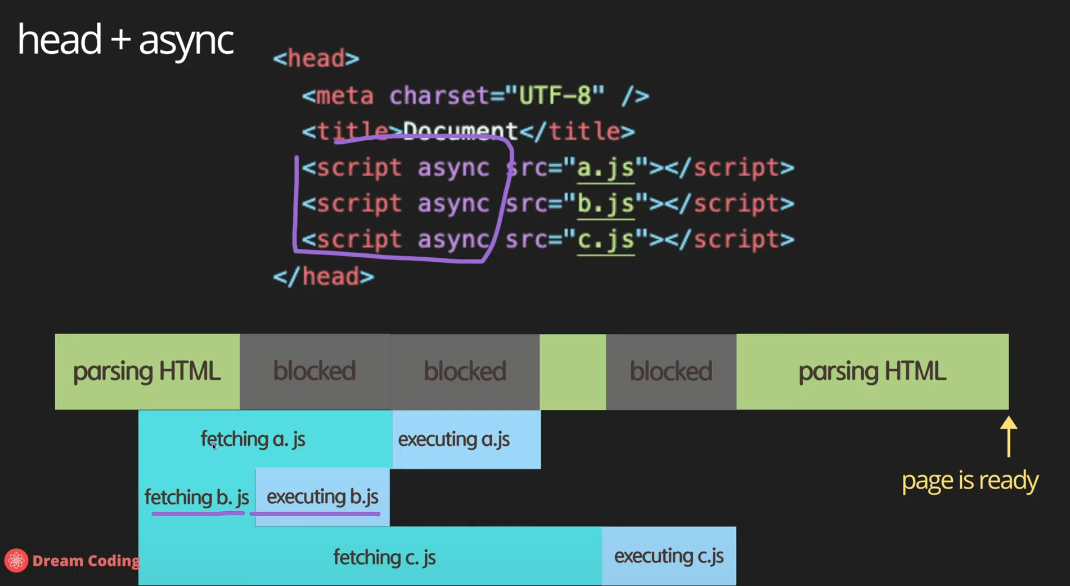 head + async
<head>
<meta charset="UTF-8" />
<title>Document</title>
<script async src="a.js"></script>
<script async src="b.js"></script>
<script async src="c.js"></script>
</head>
parsing HTML blocked blocked blocked parsing HTML
fetching a. js executing a.js
page is ready
fetching b. js executing b.js
fetching c. js executing c.js
Dream Coding